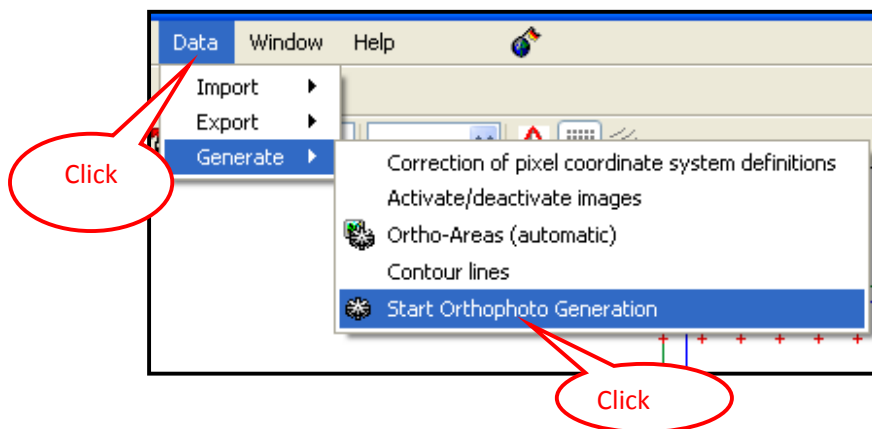 Data Window Help
Import
Export
Generate
Click
Correction of pixel coordinate system definitions
Activate/deactivate images
Ortho-Areas (automatic)
Contour lines
Start Orthophoto Generation
Click